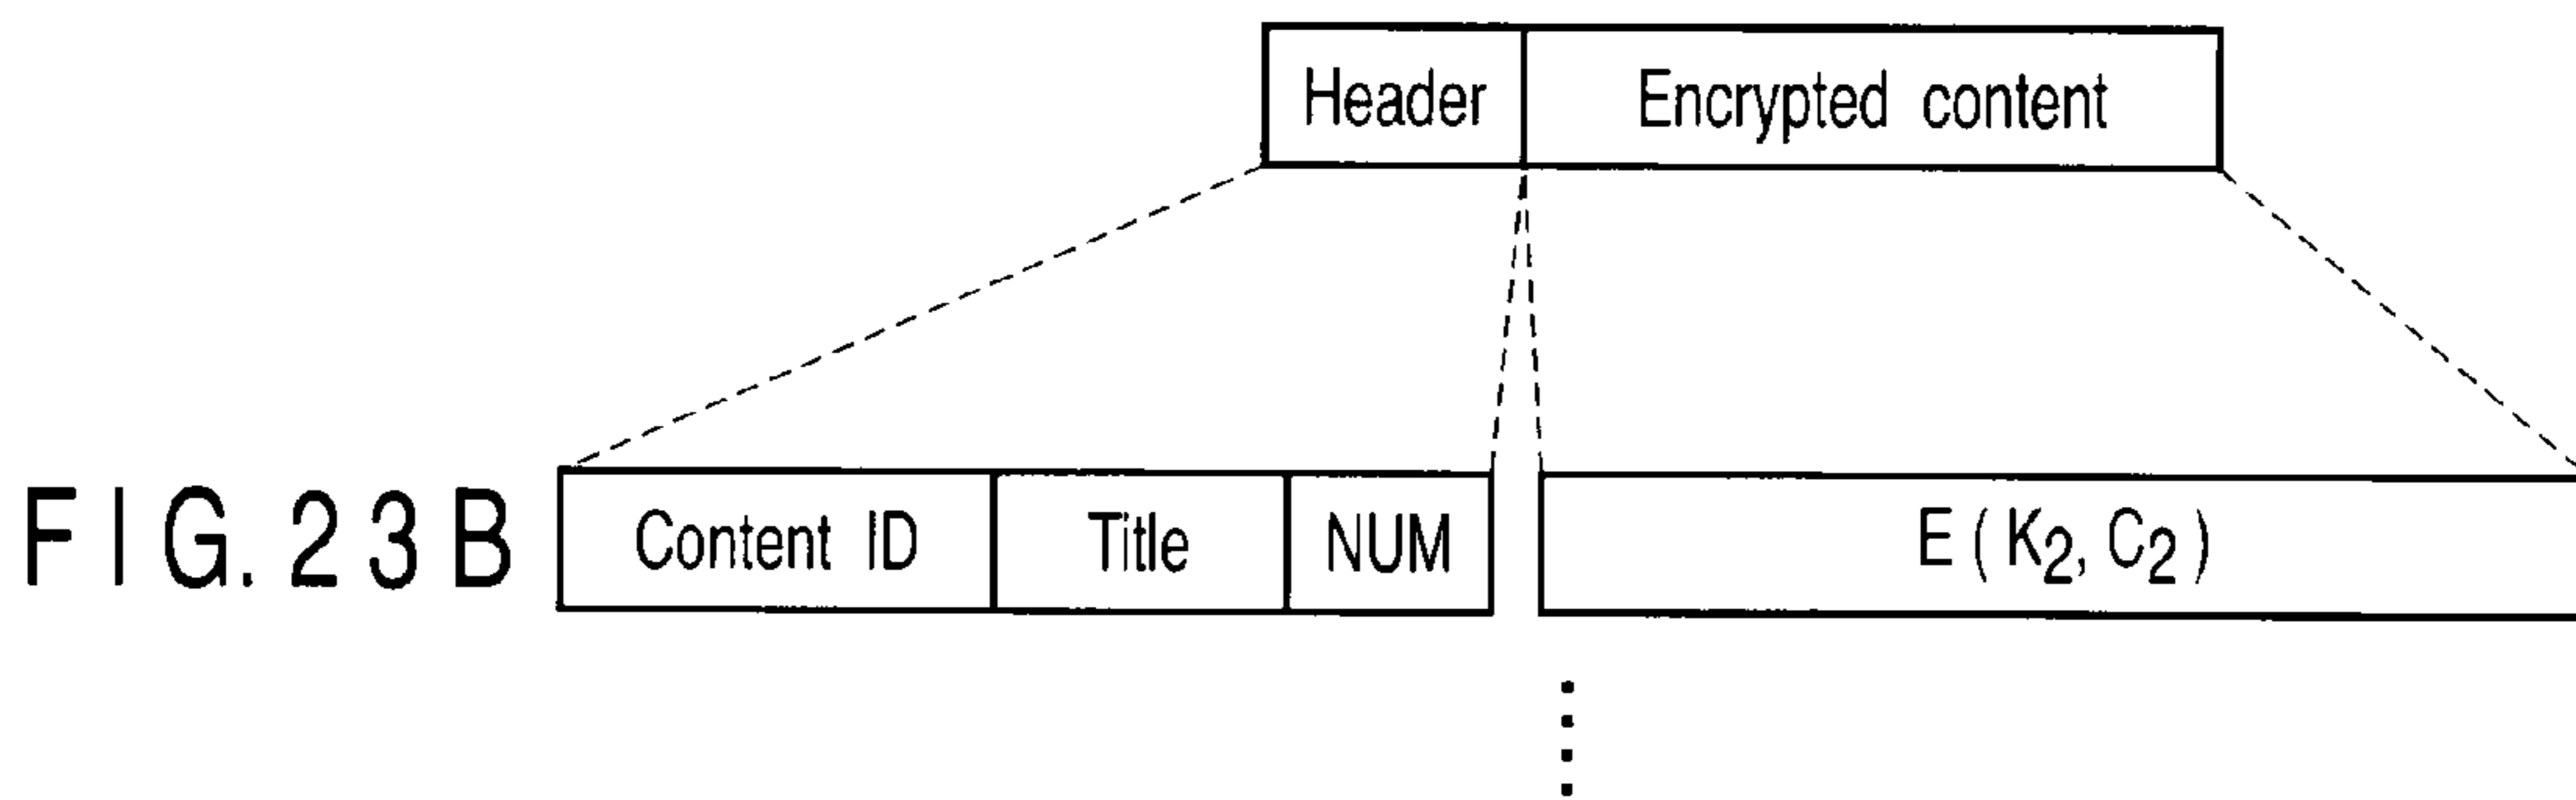 Header Encrypted content
FIG. 23B Content ID Title NUM E ( K₂, C₂ )